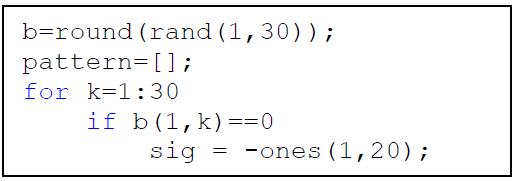 b=round(rand(1,30));
pattern=[];
for k=1:30
    if b(1,k)==0
        sig = -ones(1,20);